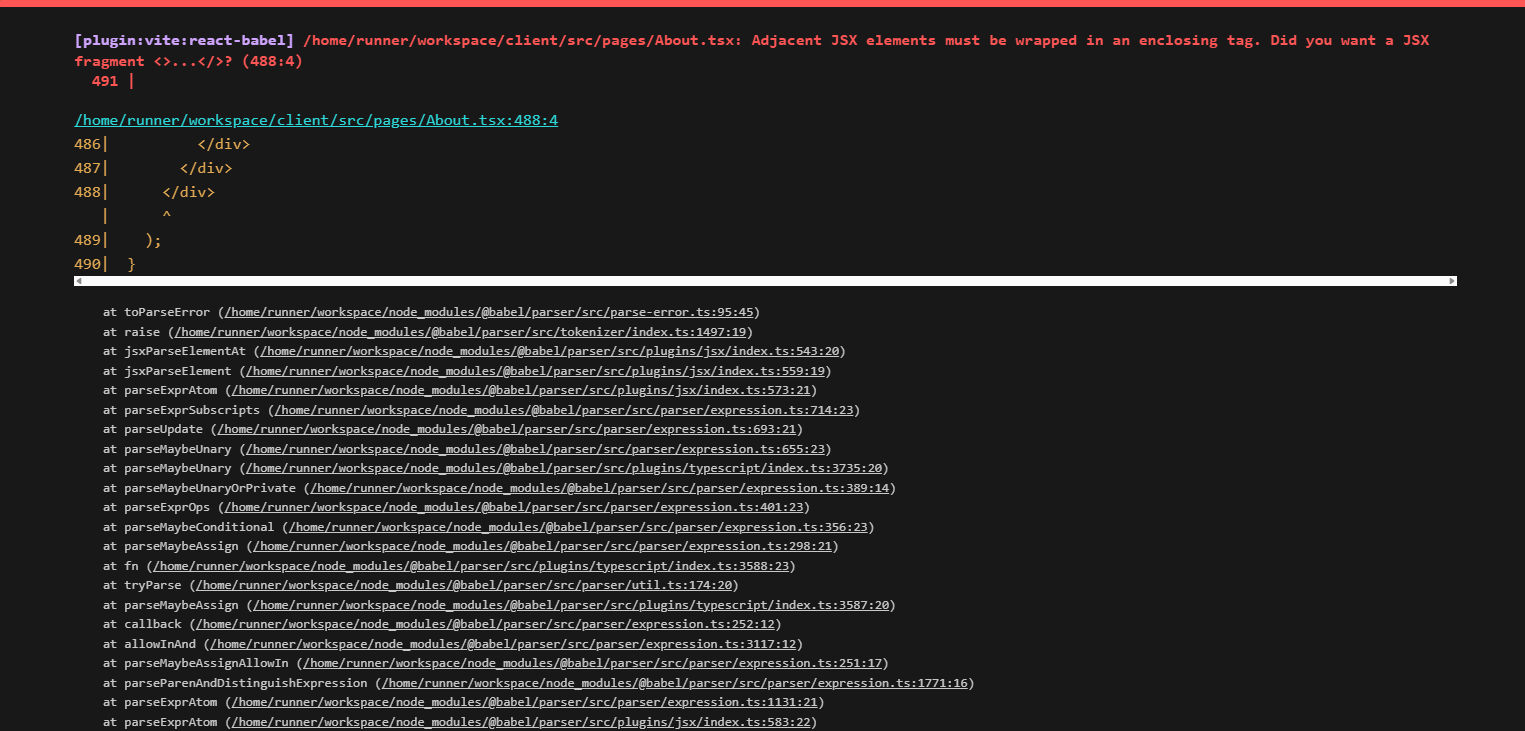 [plugin:vite:react-babel] /home/runner/workspace/client/src/pages/About.tsx: Adjacent JSX elements must be wrapped in an enclosing tag. Did you want a JSX
fragment <>...</>? (488:4)
491 |
/home/runner/workspace/client/src/pages/About.tsx:488:4
486|          </div>
487|        </div>
488|      </div>
|      ^
489|    );
490|  }
at toParseError (/home/runner/workspace/node_modules/@babel/parser/src/parse-error.ts:95:45)
at raise (/home/runner/workspace/node_modules/@babel/parser/src/tokenizer/index.ts:1497:19)
at jsxParseElementAt (/home/runner/workspace/node_modules/@babel/parser/src/plugins/jsx/index.ts:543:20)
at jsxParseElement (/home/runner/workspace/node_modules/@babel/parser/src/plugins/jsx/index.ts:559:19)
at parseExprAtom (/home/runner/workspace/node_modules/@babel/parser/src/plugins/jsx/index.ts:573:21)
at parseExprSubscripts (/home/runner/workspace/node_modules/@babel/parser/src/parser/expression.ts:714:23)
at parseUpdate (/home/runner/workspace/node_modules/@babel/parser/src/parser/expression.ts:693:21)
at parseMaybeUnary (/home/runner/workspace/node_modules/@babel/parser/src/parser/expression.ts:655:23)
at parseMaybeUnary (/home/runner/workspace/node_modules/@babel/parser/src/plugins/typescript/index.ts:3735:20)
at parseMaybeUnaryOrPrivate (/home/runner/workspace/node_modules/@babel/parser/src/parser/expression.ts:389:14)
at parseExprOps (/home/runner/workspace/node_modules/@babel/parser/src/parser/expression.ts:401:23)
at parseMaybeConditional (/home/runner/workspace/node_modules/@babel/parser/src/parser/expression.ts:356:23)
at parseMaybeAssign (/home/runner/workspace/node_modules/@babel/parser/src/parser/expression.ts:298:21)
at fn (/home/runner/workspace/node_modules/@babel/parser/src/plugins/typescript/index.ts:3588:23)
at tryParse (/home/runner/workspace/node_modules/@babel/parser/src/parser/util.ts:174:20)
at parseMaybeAssign (/home/runner/workspace/node_modules/@babel/parser/src/plugins/typescript/index.ts:3587:20)
at callback (/home/runner/workspace/node_modules/@babel/parser/src/parser/expression.ts:252:12)
at allowInAnd (/home/runner/workspace/node_modules/@babel/parser/src/parser/expression.ts:3117:12)
at parseMaybeAssignAllowIn (/home/runner/workspace/node_modules/@babel/parser/src/parser/expression.ts:251:17)
at parseParenAndDistinguishExpression (/home/runner/workspace/node_modules/@babel/parser/src/parser/expression.ts:1771:16)
at parseExprAtom (/home/runner/workspace/node_modules/@babel/parser/src/parser/expression.ts:1131:21)
at parseExprAtom (/home/runner/workspace/node_modules/@babel/parser/src/plugins/jsx/index.ts:583:22)